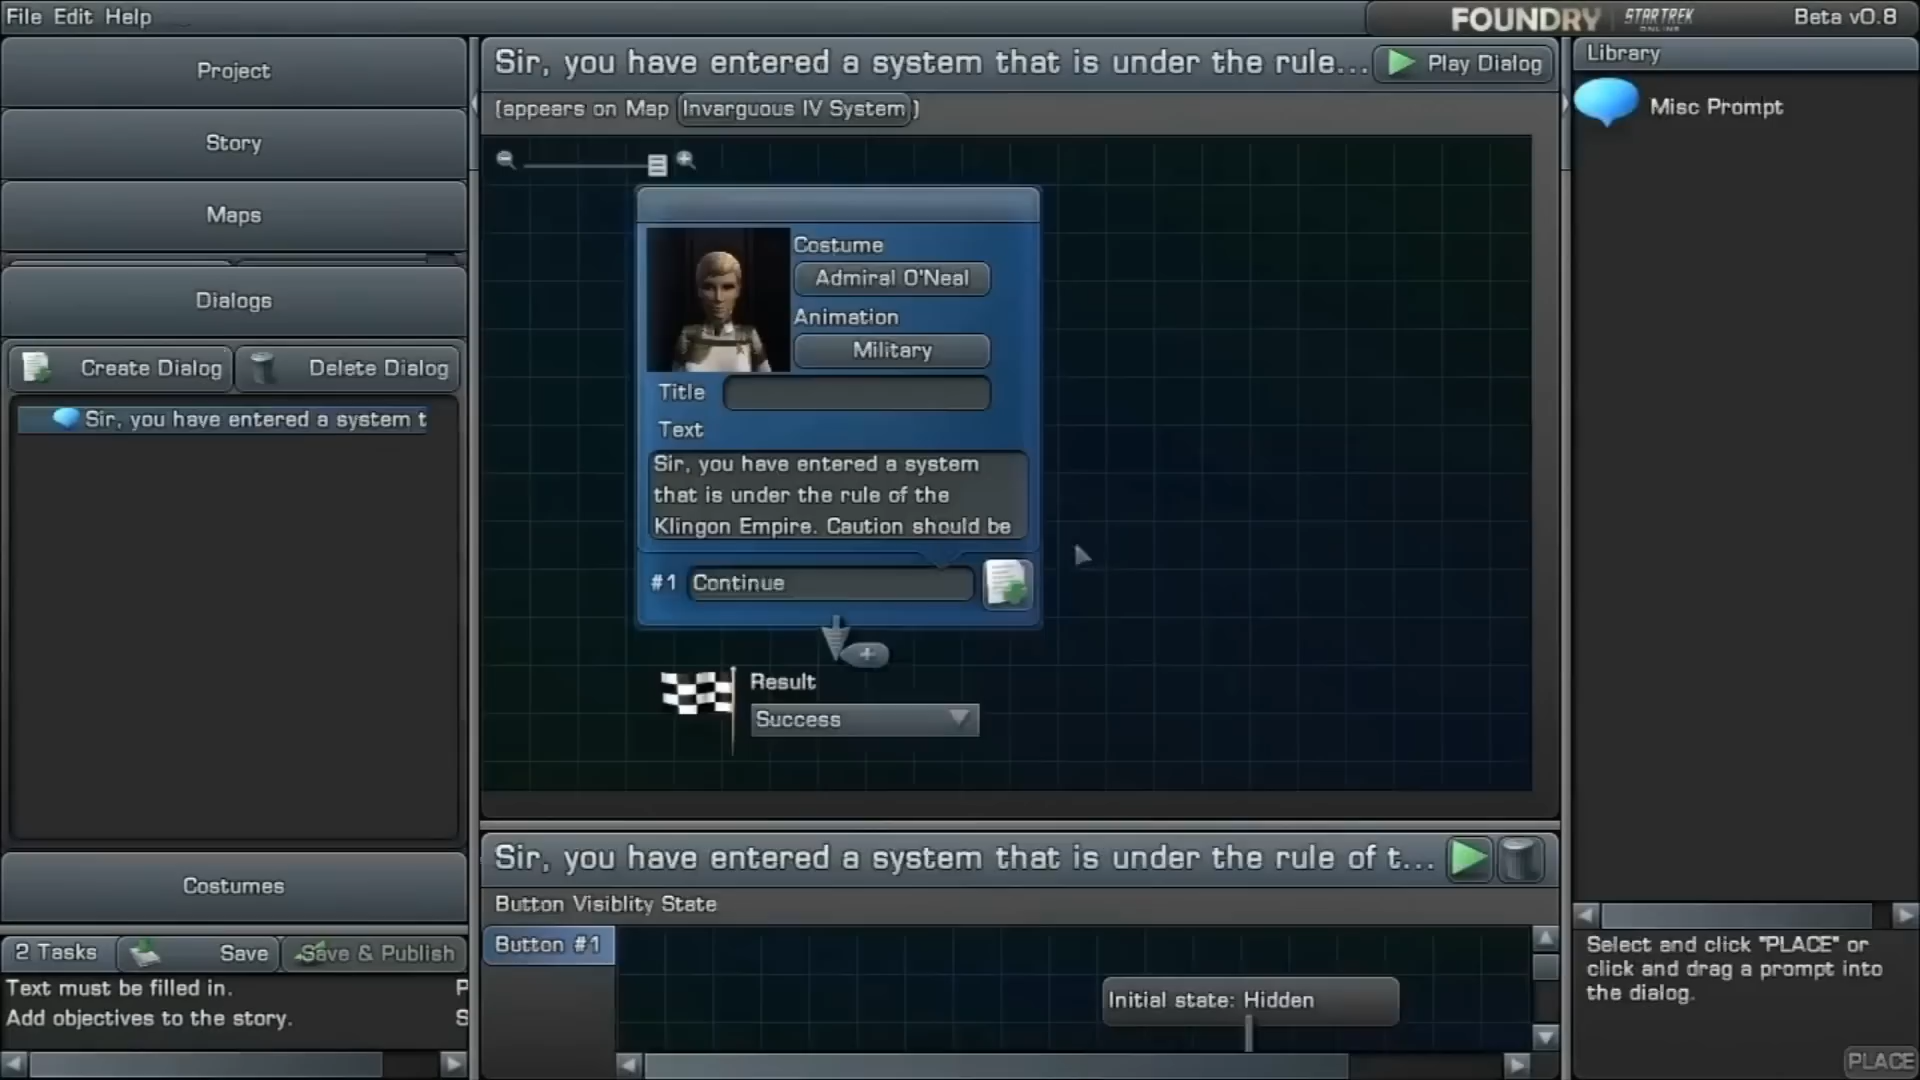 File Edit Help
FOUNDRY
STAR TREK
ONLINE
Beta v0.8
Project
Story
Maps
Dialogs
Create Dialog
Delete Dialog
Sir, you have entered a system t
Costumes
2 Tasks
Save
Save & Publish
Text must be filled in.
P
Add objectives to the story.
S
Sir, you have entered a system that is under the rule...
Play Dialog
(appears on Map Invarguous IV System )
Costume
Admiral O'Neal
Animation
Military
Title
Text
Sir, you have entered a system
that is under the rule of the
Klingon Empire. Caution should be
#1 Continue
Result
Success
Sir, you have entered a system that is under the rule of t...
Button Visiblity State
Button #1
Initial state: Hidden
Library
Misc Prompt
Select and click "PLACE" or
click and drag a prompt into
the dialog.
PLACE